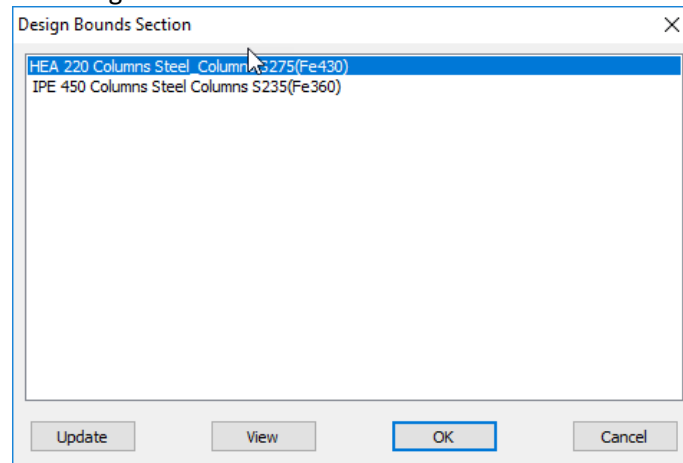 Design Bounds Section
HEA 220 Columns Steel_Columns S275(Fe430)
IPE 450 Columns Steel Columns S235(Fe360)
Update View OK Cancel